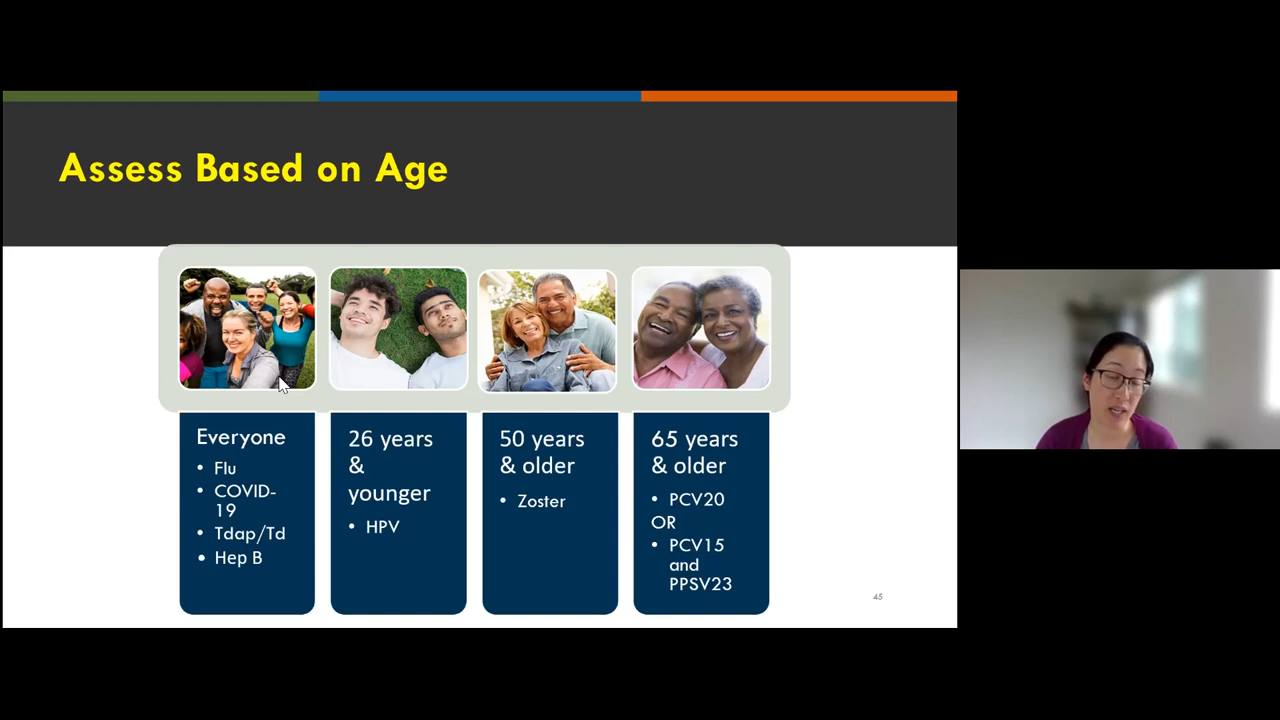 Assess Based on Age
Everyone
• Flu
• COVID-
19
• Tdap/Td
• Hep B
26 years
&
younger
• HPV
50 years
& older
• Zoster
65 years
& older
• PCV20
OR
• PCV15
and
PPSV23
45